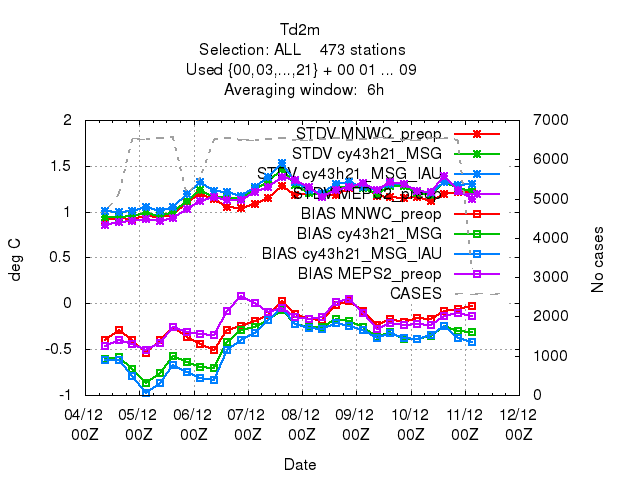 Td2m
Selection: ALL    473 stations
Used {00,03,...,21} + 00 01 ... 09
Averaging window:  6h
2
1.5
1
0.5
0
-0.5
-1
7000
6000
5000
4000
3000
2000
1000
0
deg C
No cases
STDV MNWC_preop
STDV cy43h21_MSG
STDV cy43h21_MSG_IAU
STDV MEPS2_preop
BIAS MNWC_preop
BIAS cy43h21_MSG
BIAS cy43h21_MSG_IAU
BIAS MEPS2_preop
CASES
04/12 05/12 06/12 07/12 08/12 09/12 10/12 11/12 12/12
00Z 00Z 00Z 00Z 00Z 00Z 00Z 00Z 00Z
Date